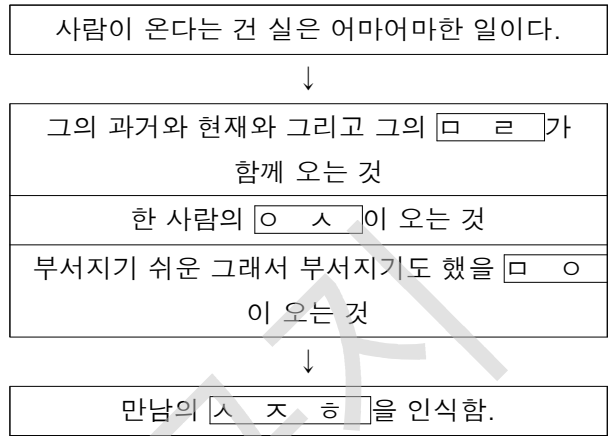 사람이 온다는 건 실은 어마어마한 일이다.
↓
그의 과거와 현재와 그리고 그의 ㅁ ㄹ 가
함께 오는 것
한 사람의 ㅇ ㅅ 이 오는 것
부서지기 쉬운 그래서 부서지기도 했을 ㅁ ㅇ
이 오는 것
↓
만남의 ㅅ ㅈ ㅎ 을 인식함.